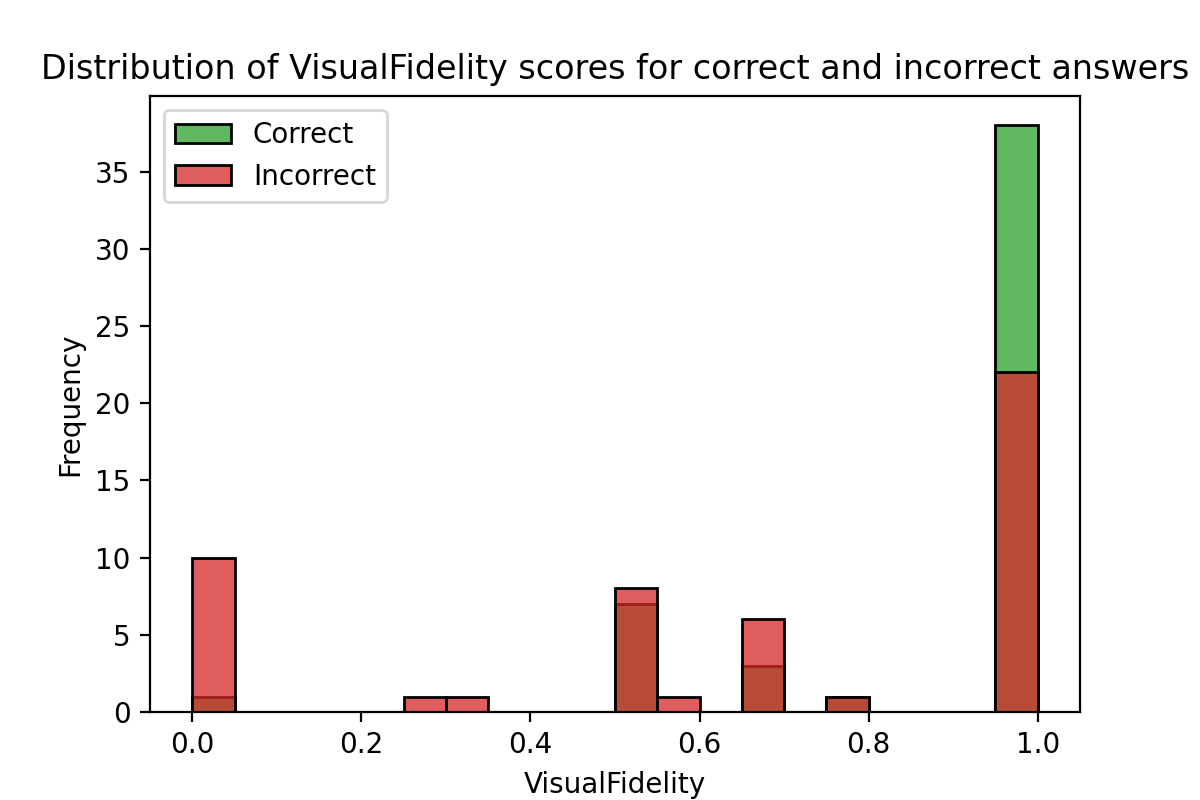 Distribution of VisualFidelity scores for correct and incorrect answers
Correct
Incorrect
35
30
25
20
15
10
5
0
Frequency
0.0 0.2 0.4 0.6 0.8 1.0
VisualFidelity